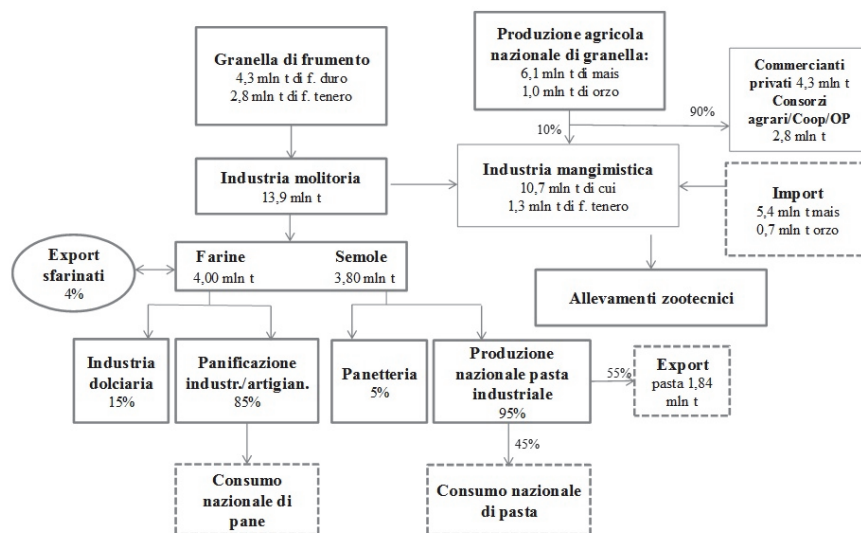 Granella di frumento
4,3 mln t di f. duro
2,8 mln t di f. tenero
Produzione agricola
nazionale di granella:
6,1 mln t di mais
1,0 mln t di orzo
Commercianti
privati 4,3 mln t
Consorzi
agrari/Coop/OP
2,8 mln t
90%
10%
Industria molitoria
13,9 mln t
Industria mangimistica
10,7 mln t di cui
1,3 mln t di f. tenero
Import
5,4 mln t mais
0,7 mln t orzo
Export
sfarinati
4%
Farine Semole
4,00 mln t 3,80 mln t
Allevamenti zootecnici
Industria
dolciaria
15%
Panificazione
industr./artigian.
85%
Panetteria
5%
Produzione
nazionale pasta
industriale
95%
55%
Export
pasta 1,84
mln t
45%
Consumo
nazionale di
pane
Consumo nazionale
di pasta